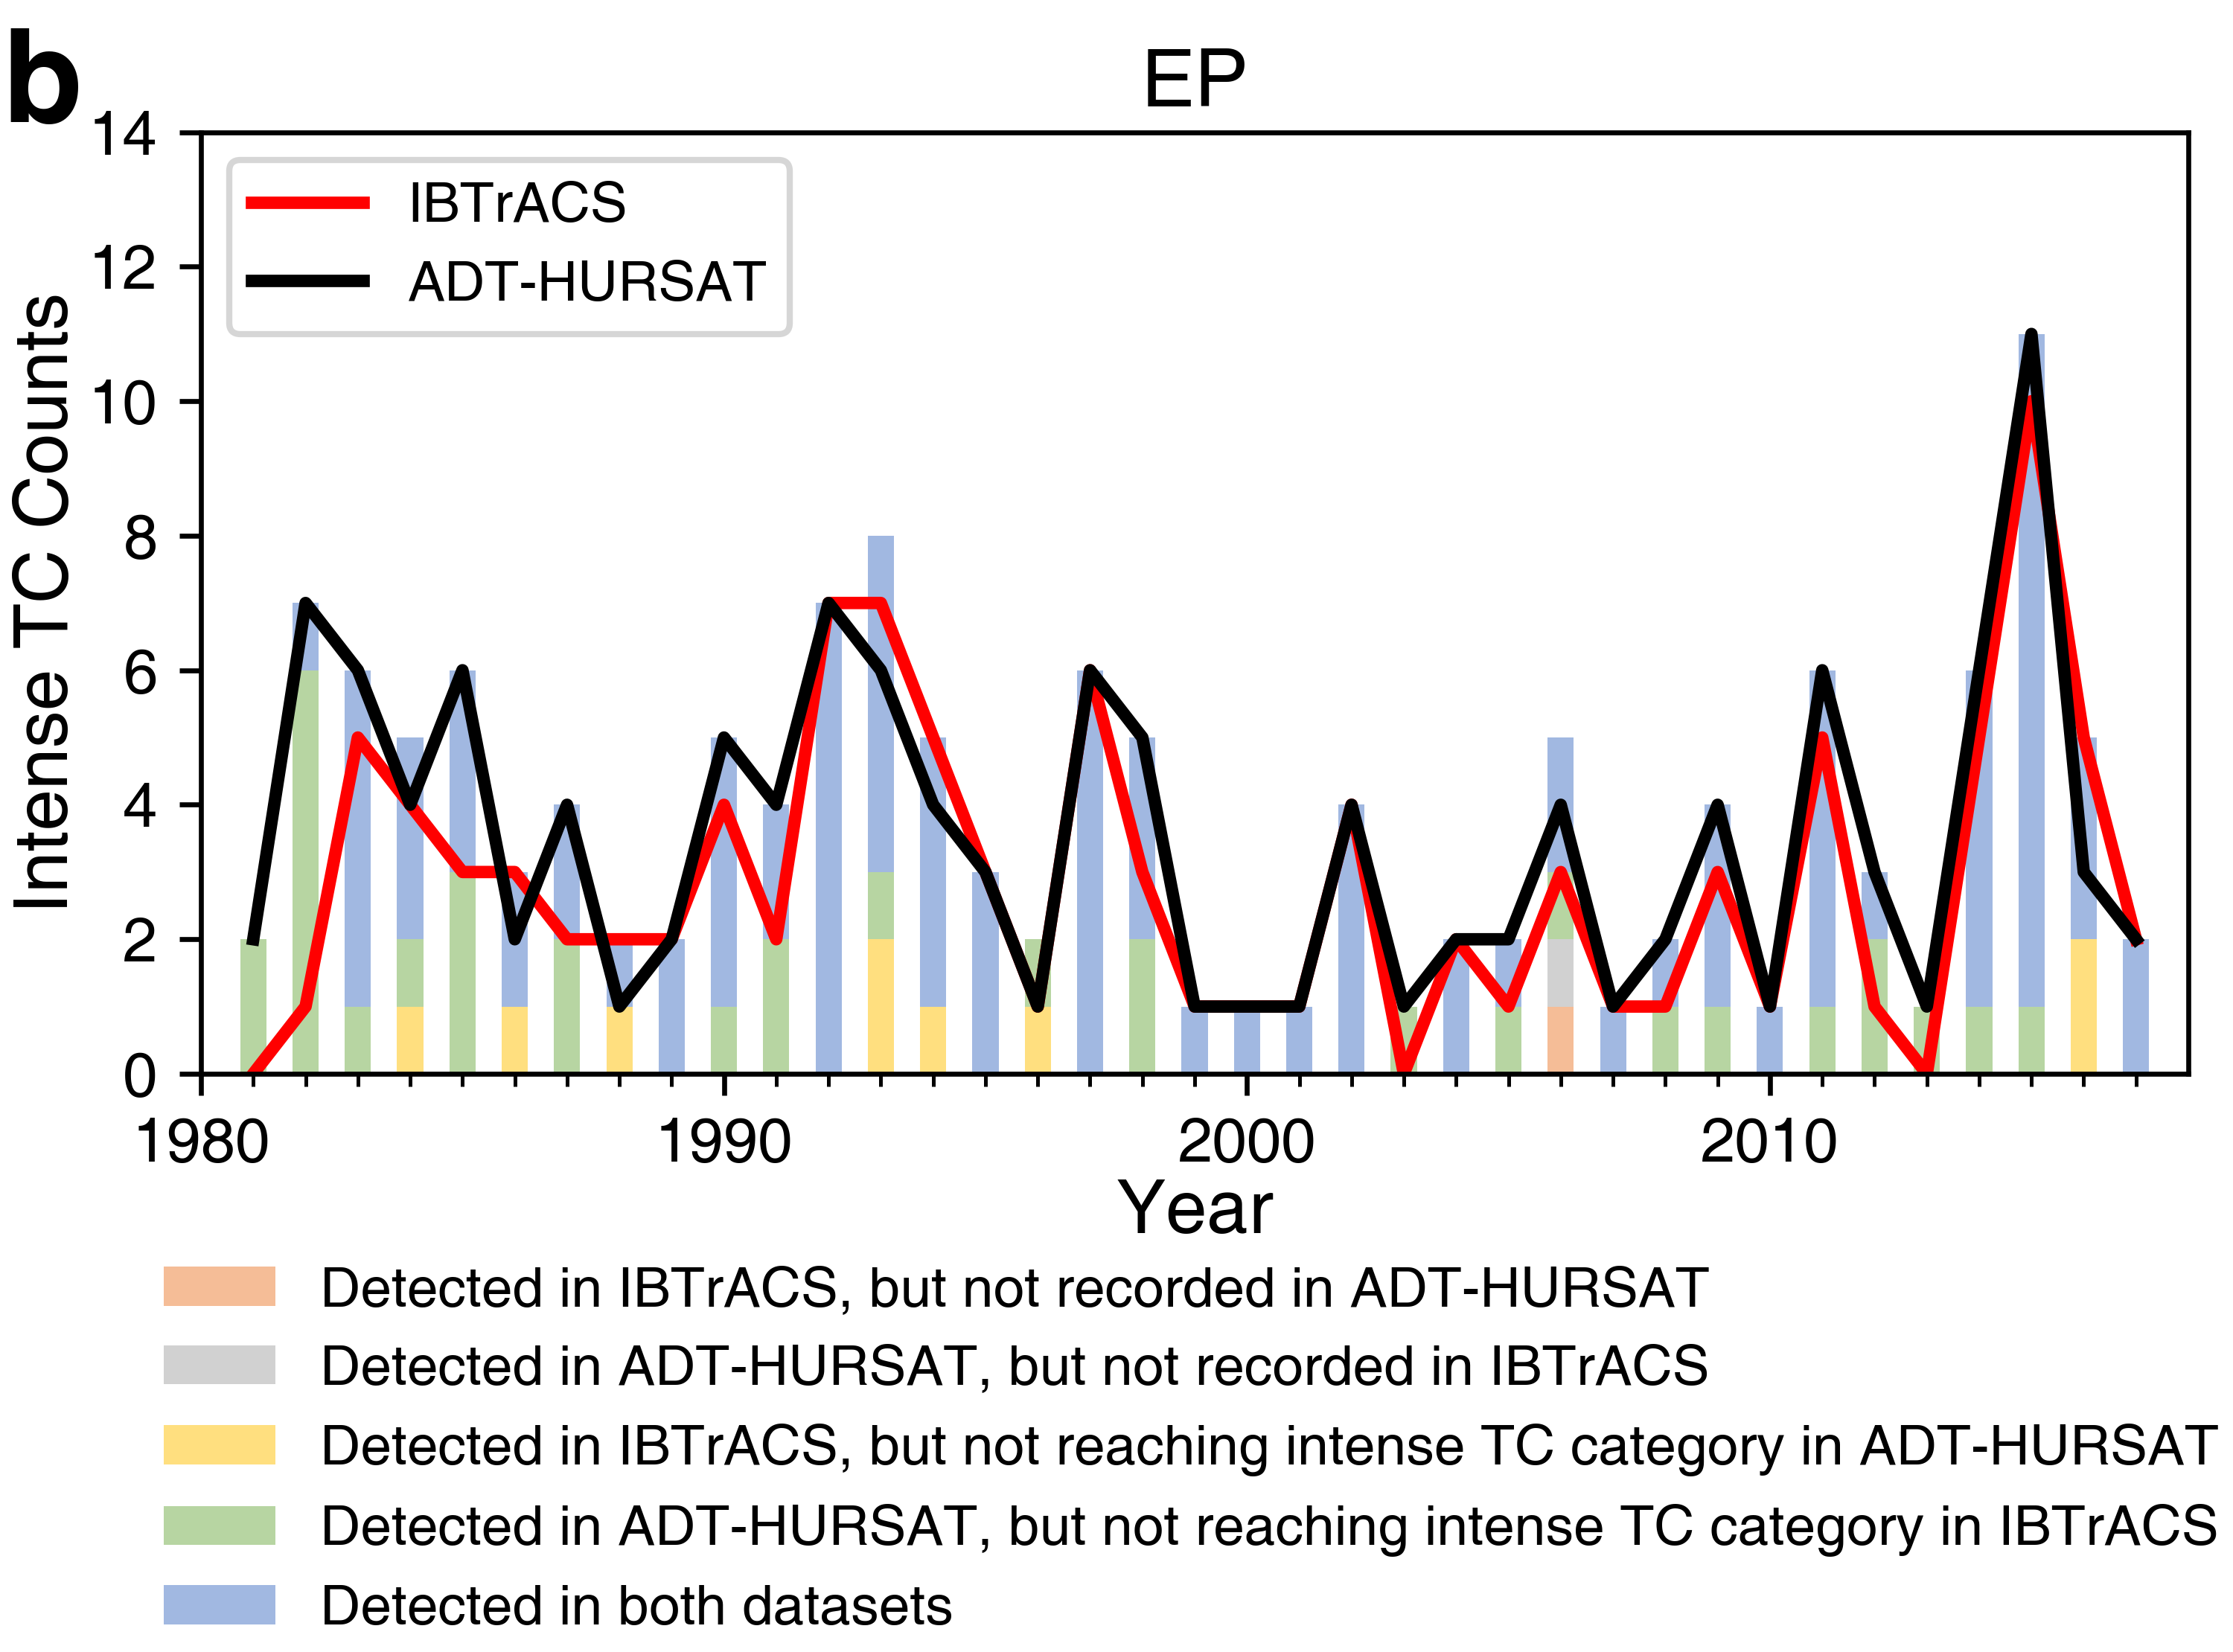 b
EP
14
12
10
8
6
4
2
0
Intense TC Counts
IBTrACS
ADT-HURSAT
1980
1990
2000
2010
Year
Detected in IBTrACS, but not recorded in ADT-HURSAT
Detected in ADT-HURSAT, but not recorded in IBTrACS
Detected in IBTrACS, but not reaching intense TC category in ADT-HURSAT
Detected in ADT-HURSAT, but not reaching intense TC category in IBTrACS
Detected in both datasets